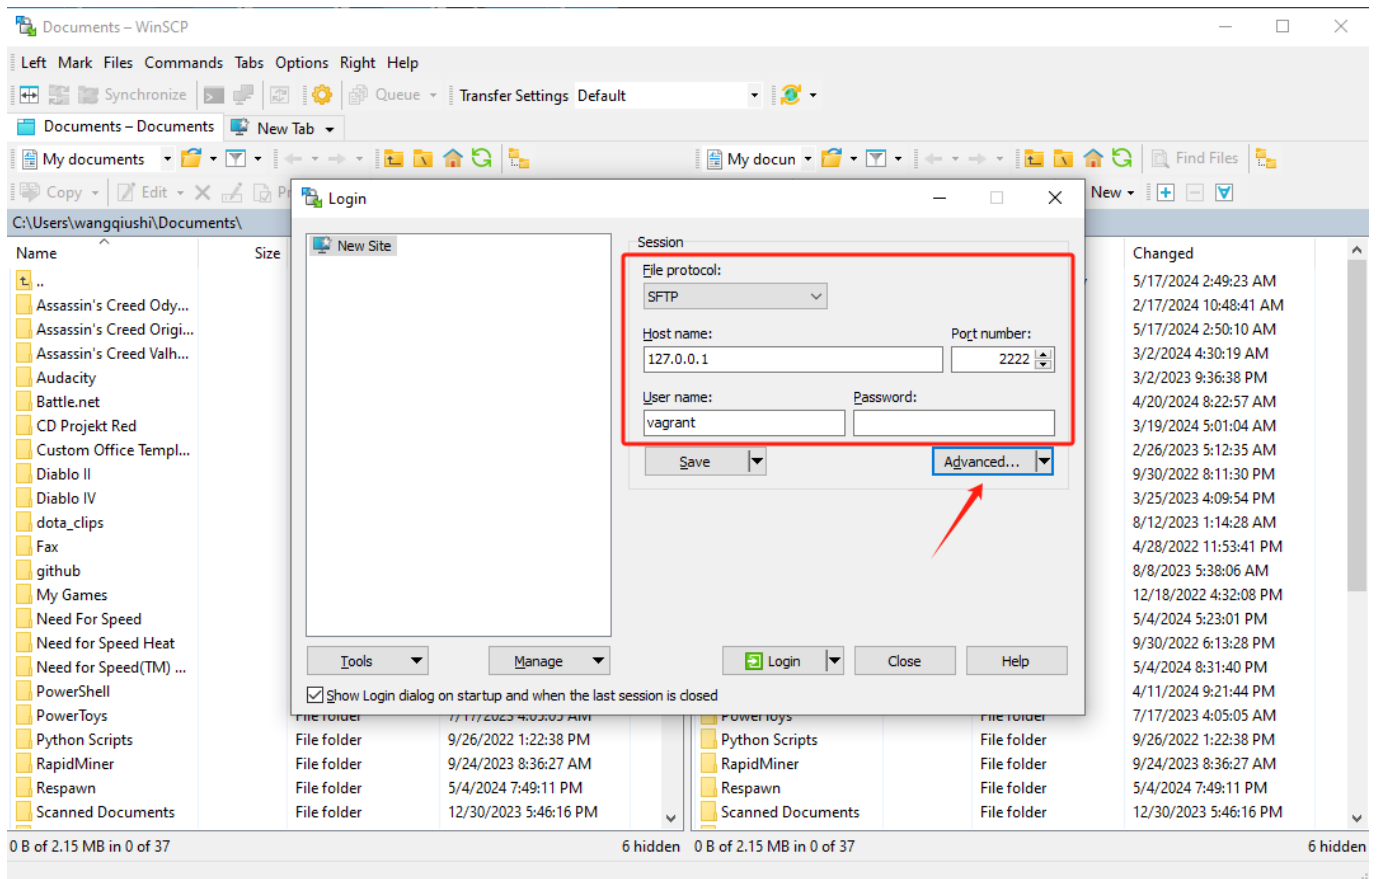 Documents – WinSCP
Left Mark Files Commands Tabs Options Right Help
Synchronize Queue Transfer Settings Default
Documents – Documents New Tab
My documents My docun Find Files
Copy Edit New
C:\Users\wangqiushi\Documents\
Login
New Site
Session
File protocol:
SFTP
Host name: Port number:
127.0.0.1 2222
User name: Password:
vagrant
Save Advanced...
Tools Manage Login Close Help
Show Login dialog on startup and when the last session is closed
Name Size Changed
.. 5/17/2024 2:49:23 AM
Assassin's Creed Ody... 2/17/2024 10:48:41 AM
Assassin's Creed Origi... 5/17/2024 2:50:10 AM
Assassin's Creed Valh... 3/2/2024 4:30:19 AM
Audacity 3/2/2023 9:36:38 PM
Battle.net 4/20/2024 8:22:57 AM
CD Projekt Red 3/19/2024 5:01:04 AM
Custom Office Templ... 2/26/2023 5:12:35 AM
Diablo II 9/30/2022 8:11:30 PM
Diablo IV 3/25/2023 4:09:54 PM
dota_clips 8/12/2023 1:14:28 AM
Fax 4/28/2022 11:53:41 PM
github 8/8/2023 5:38:06 AM
My Games 12/18/2022 4:32:08 PM
Need For Speed 5/4/2024 5:23:01 PM
Need for Speed Heat 9/30/2022 6:13:28 PM
Need for Speed(TM) ... 5/4/2024 8:31:40 PM
PowerShell 4/11/2024 9:21:44 PM
PowerToys File folder 7/17/2023 4:05:05 AM PowerToys File folder 7/17/2023 4:05:05 AM
Python Scripts File folder 9/26/2022 1:22:38 PM Python Scripts File folder 9/26/2022 1:22:38 PM
RapidMiner File folder 9/24/2023 8:36:27 AM RapidMiner File folder 9/24/2023 8:36:27 AM
Respawn File folder 5/4/2024 7:49:11 PM Respawn File folder 5/4/2024 7:49:11 PM
Scanned Documents File folder 12/30/2023 5:46:16 PM Scanned Documents File folder 12/30/2023 5:46:16 PM
0 B of 2.15 MB in 0 of 37 6 hidden 0 B of 2.15 MB in 0 of 37 6 hidden